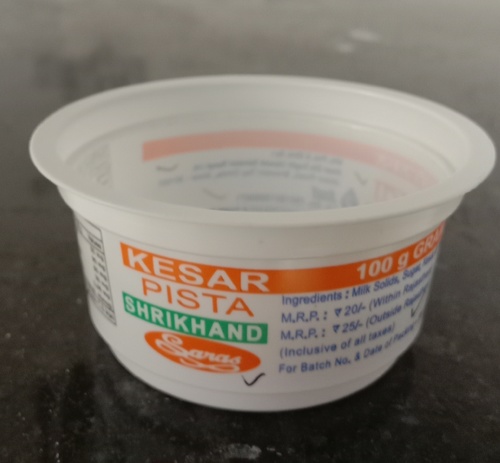 KESAR
PISTA
SHRIKHAND
Saras
100 g
Ingredients : Milk Solids, Sugar,
M.R.P. : ₹ 20/- (Within
M.R.P. : ₹ 25/- (Outside
(Inclusive of all taxes)
For Batch No. & Date of